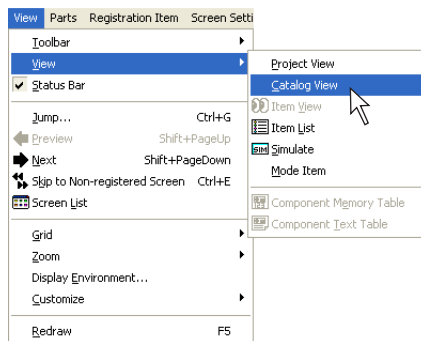 View Parts Registration Item Screen Setti
Toolbar
View
Status Bar
Jump... Ctrl+G
Preview Shift+PageUp
Next Shift+PageDown
Skip to Non-registered Screen Ctrl+E
Screen List
Grid
Zoom
Display Environment...
Customize
Redraw F5
Project View
Catalog View
Item View
Item List
SIM Simulate
Mode Item
Component Memory Table
Component Text Table